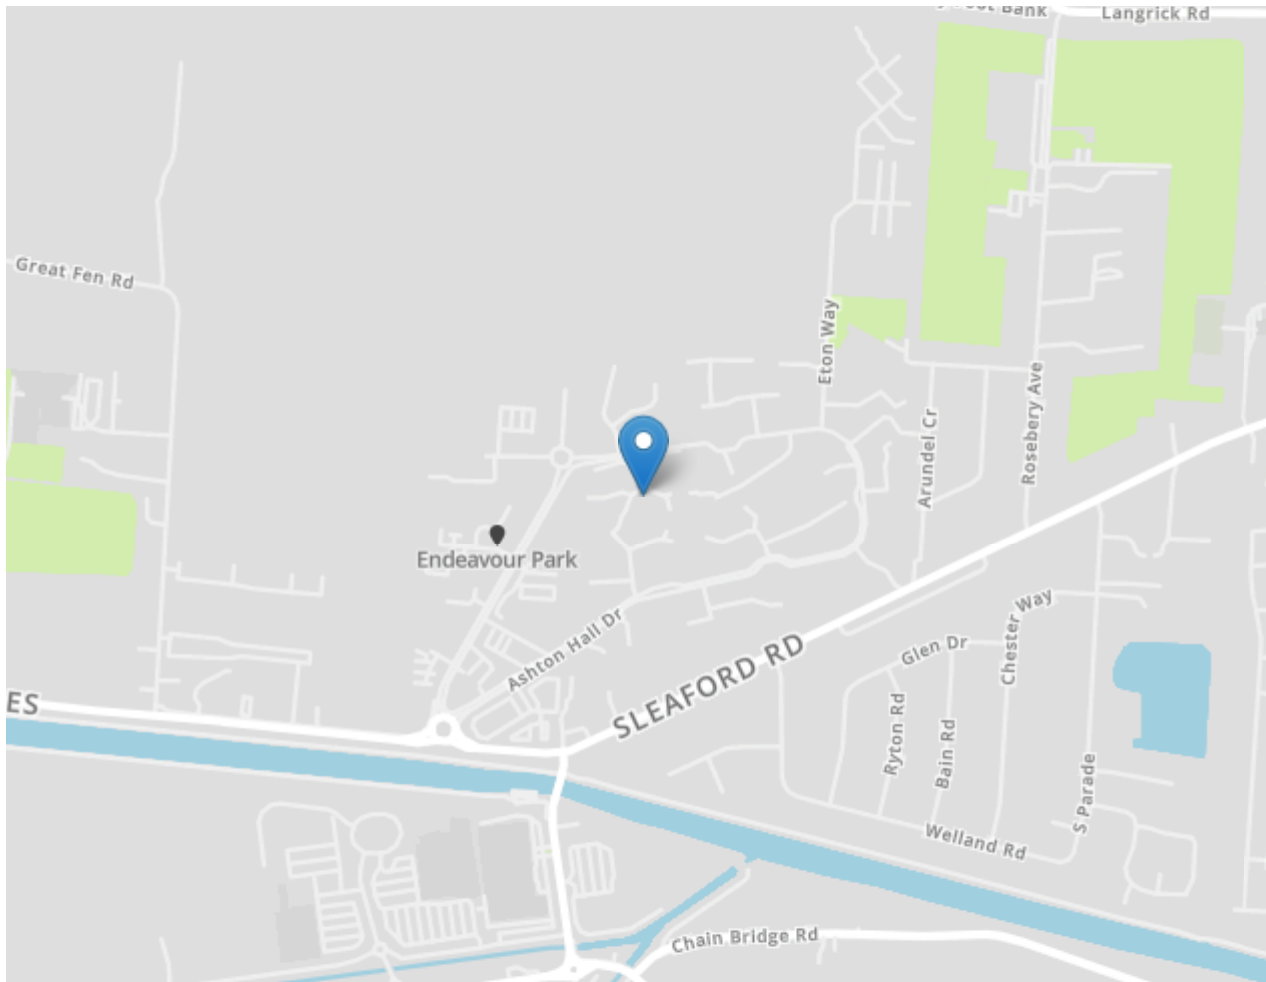 Bank
Langrick Rd
Great Fen Rd
Eton Way
Rosebery Ave
Arundel Cr
Endeavour Park
Chester Way
Ashton Hall Dr
SLEAFORD RD
Glen Dr
ES
Ryton Rd
Bain Rd
S Parade
Welland Rd
Chain Bridge Rd